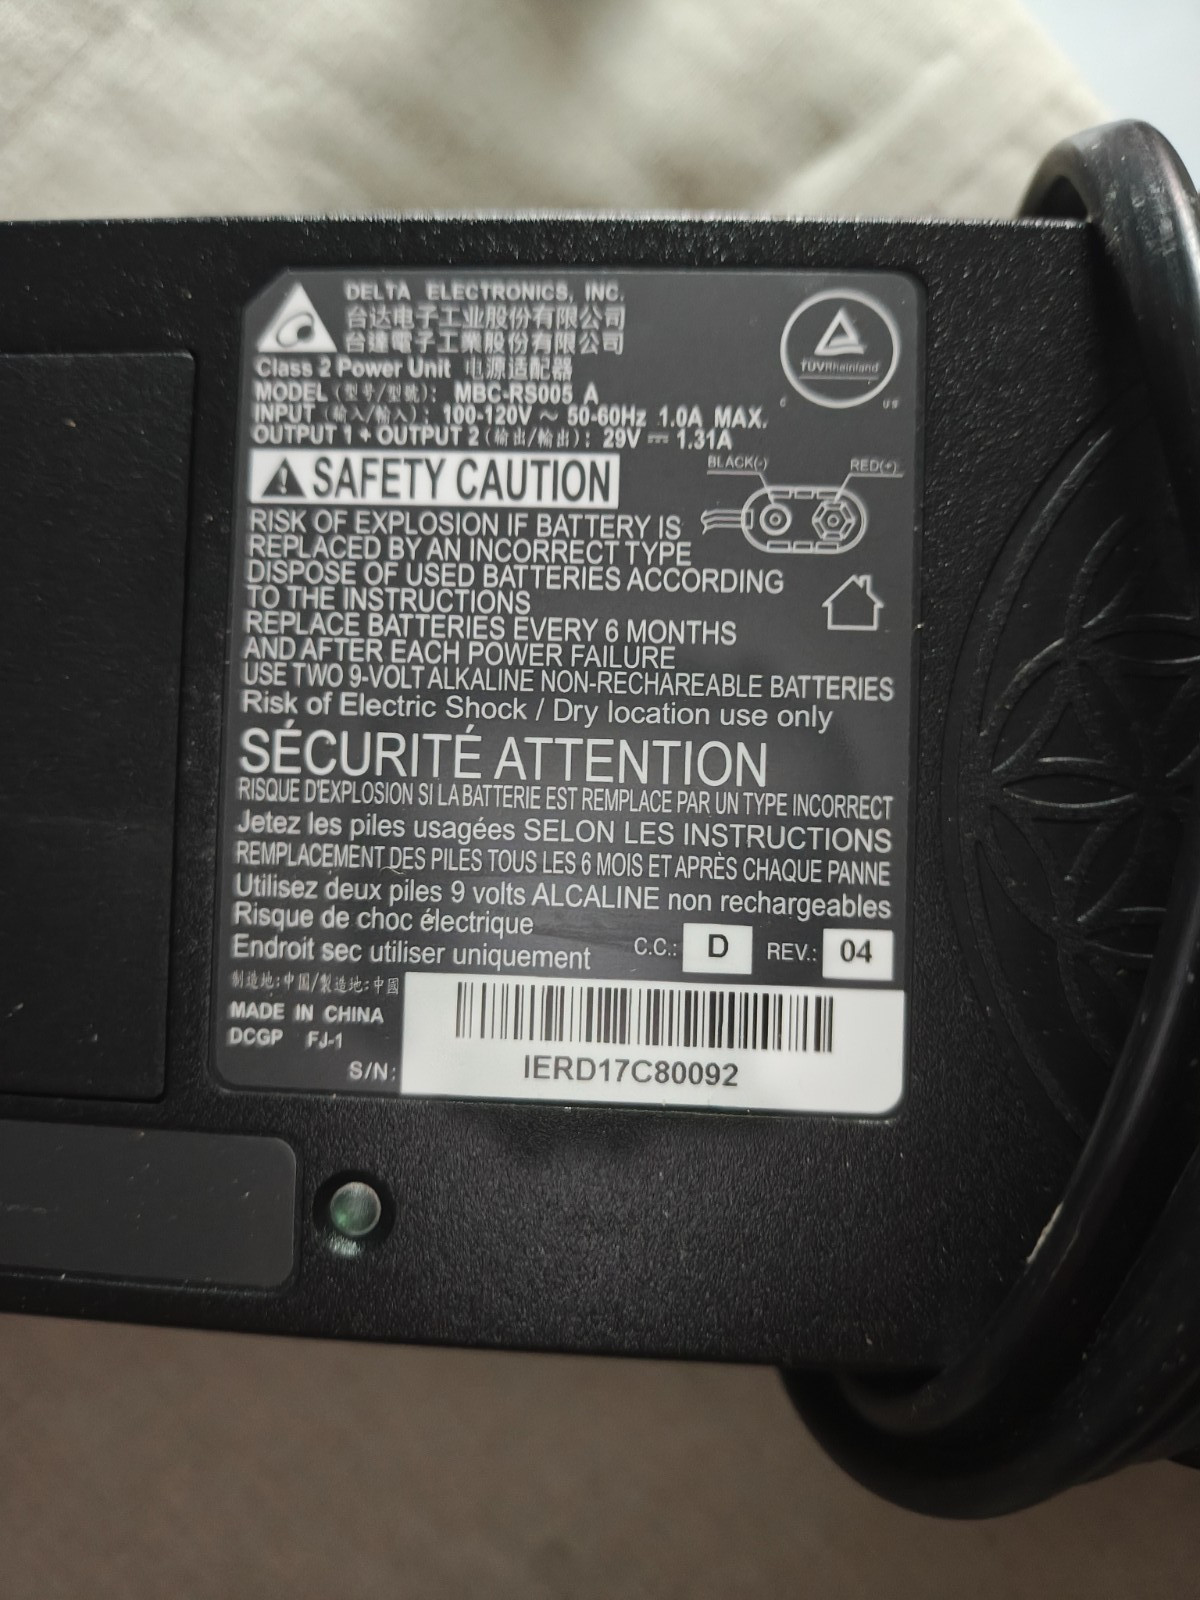 DELTA ELECTRONICS, INC.
台达电子工业股份有限公司
台達電子工業股份有限公司
Class 2 Power Unit 电源适配器
MODEL (型号/型號): MBC-RS005 A
INPUT (输入/輸入): 100-120V ～ 50-60Hz 1.0A MAX.
OUTPUT 1 + OUTPUT 2 (输出/輸出): 29V ⎓ 1.31A
TÜVRheinland
C US
BLACK(-) RED(+)
SAFETY CAUTION
RISK OF EXPLOSION IF BATTERY IS
REPLACED BY AN INCORRECT TYPE
DISPOSE OF USED BATTERIES ACCORDING
TO THE INSTRUCTIONS
REPLACE BATTERIES EVERY 6 MONTHS
AND AFTER EACH POWER FAILURE
USE TWO 9-VOLT ALKALINE NON-RECHAREABLE BATTERIES
Risk of Electric Shock / Dry location use only
SÉCURITÉ ATTENTION
RISQUE D'EXPLOSION SI LA BATTERIE EST REMPLACE PAR UN TYPE INCORRECT
Jetez les piles usagées SELON LES INSTRUCTIONS
REMPLACEMENT DES PILES TOUS LES 6 MOIS ET APRÈS CHAQUE PANNE
Utilisez deux piles 9 volts ALCALINE non rechargeables
Risque de choc électrique
Endroit sec utiliser uniquement
C.C.: D REV.: 04
制造地:中国/製造地:中國
MADE IN CHINA
DCGP FJ-1
S/N: IERD17C80092